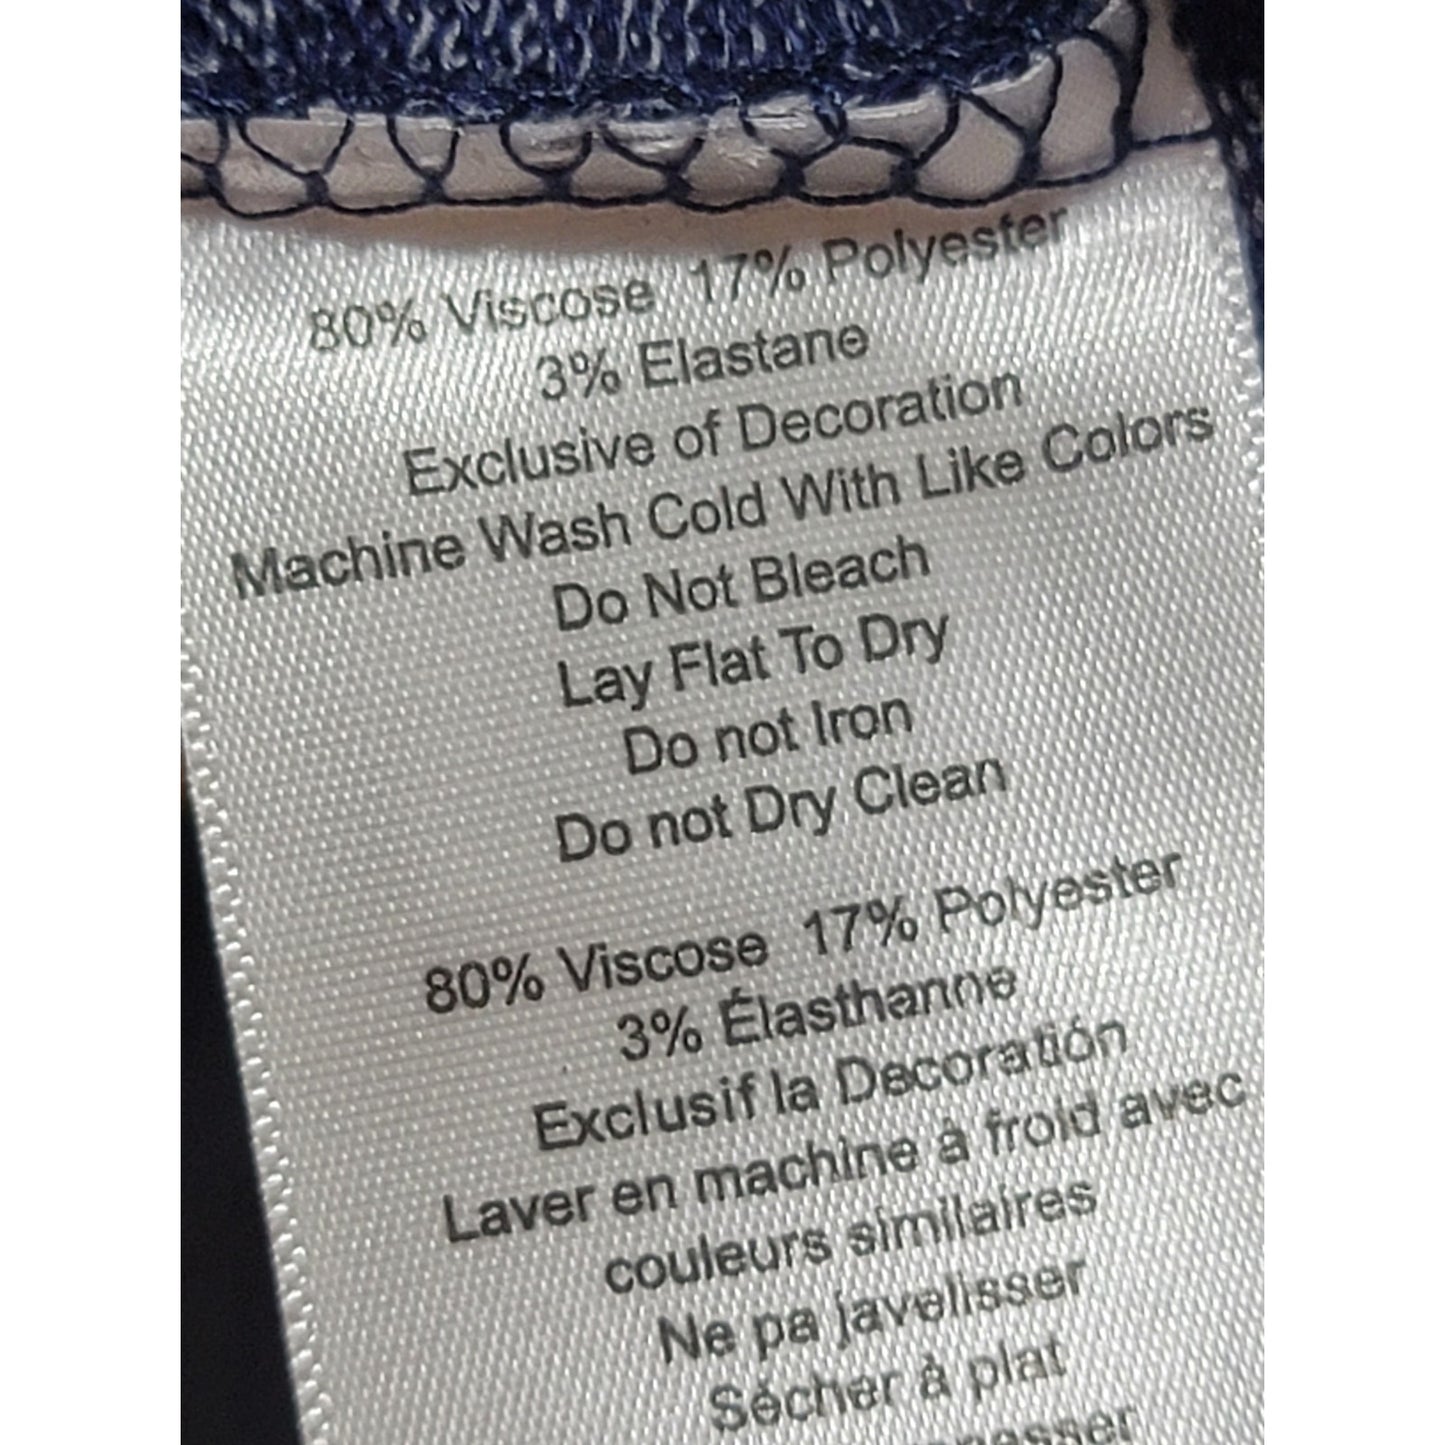 80% Viscose 17% Polyester
3% Elastane
Exclusive of Decoration
Machine Wash Cold With Like Colors
Do Not Bleach
Lay Flat To Dry
Do not Iron
Do not Dry Clean
80% Viscose 17% Polyester
3% Élasthanne
Exclusif la Decoratión
Laver en machine à froid avec
couleurs similaires
Ne pa javelisser
Sécher à plat